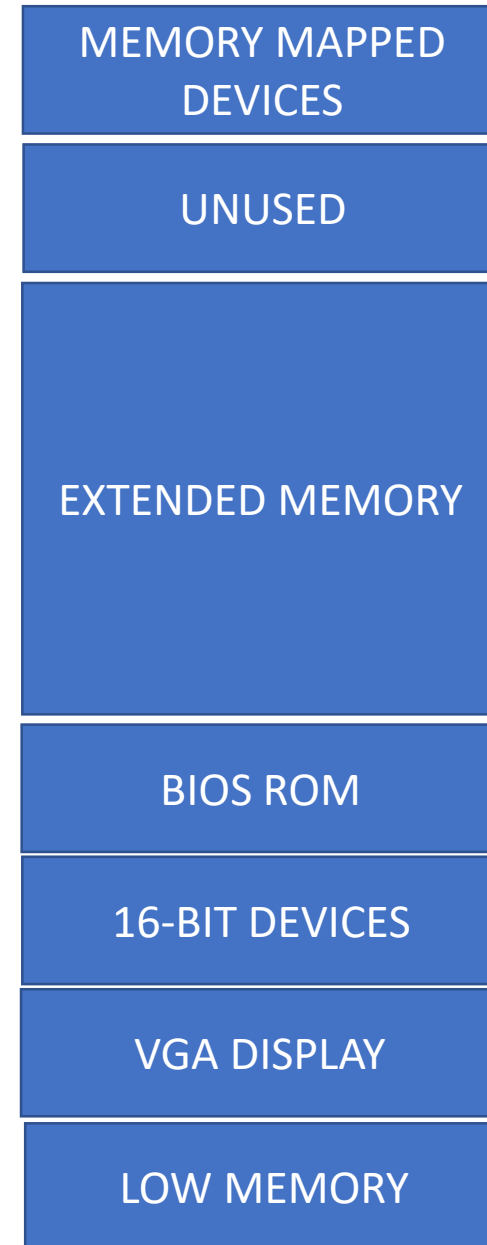 MEMORY MAPPED
DEVICES
UNUSED
EXTENDED MEMORY
BIOS ROM
16-BIT DEVICES
VGA DISPLAY
LOW MEMORY